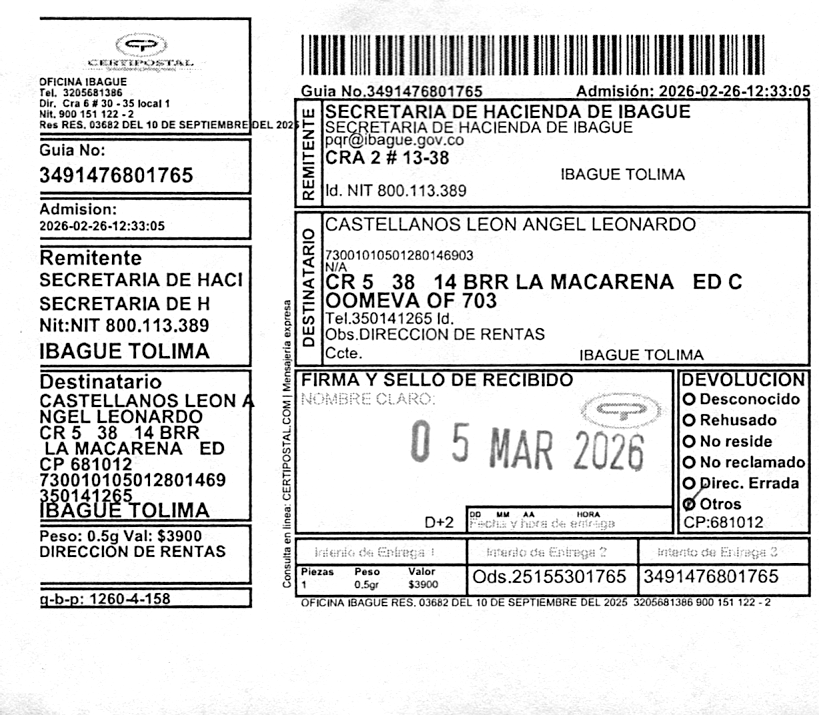 CERTIPOSTAL
OFICINA IBAGUE
Tel. 3205681386
Dir. Cra 6 # 30 - 35 local 1
Nit. 900 151 122 - 2
Res RES. 03682 DEL 10 DE SEPTIEMBRE DEL 2025
Guia No:
3491476801765
Admision:
2026-02-26-12:33:05
Remitente
SECRETARIA DE HACI
SECRETARIA DE H
Nit:NIT 800.113.389
IBAGUE TOLIMA
Destinatario
CASTELLANOS LEON A
NGEL LEONARDO
CR 5 38 14 BRR
LA MACARENA ED
CP 681012
730010105012801469
350141265
IBAGUE TOLIMA
Peso: 0.5g Val: $3900
DIRECCION DE RENTAS
q-b-p: 1260-4-158
Consulta en linea: CERTIPOSTAL.COM | Mensajería expresa
Guia No.3491476801765 Admisión: 2026-02-26-12:33:05
REMITENTE
SECRETARIA DE HACIENDA DE IBAGUE
SECRETARIA DE HACIENDA DE IBAGUE
pqr@ibague.gov.co
CRA 2 # 13-38
IBAGUE TOLIMA
Id. NIT 800.113.389
DESTINATARIO
CASTELLANOS LEON ANGEL LEONARDO
73001010501280146903
N/A
CR 5 38 14 BRR LA MACARENA ED C
OOMEVA OF 703
Tel.350141265 Id.
Obs.DIRECCION DE RENTAS
Ccte. IBAGUE TOLIMA
FIRMA Y SELLO DE RECIBIDO
NOMBRE CLARO:
05 MAR 2026
D+2
DD MM AA HORA
Fecha y hora de entrega
DEVOLUCION
Desconocido
Rehusado
No reside
No reclamado
Direc. Errada
Otros
CP:681012
Intento de Entrega 1 Intento de Entrega 2 Intento de Entrega 3
Piezas Peso Valor
1 0.5gr $3900
Ods.25155301765 3491476801765
OFICINA IBAGUE RES. 03682 DEL 10 DE SEPTIEMBRE DEL 2025 3205681386 900 151 122 - 2